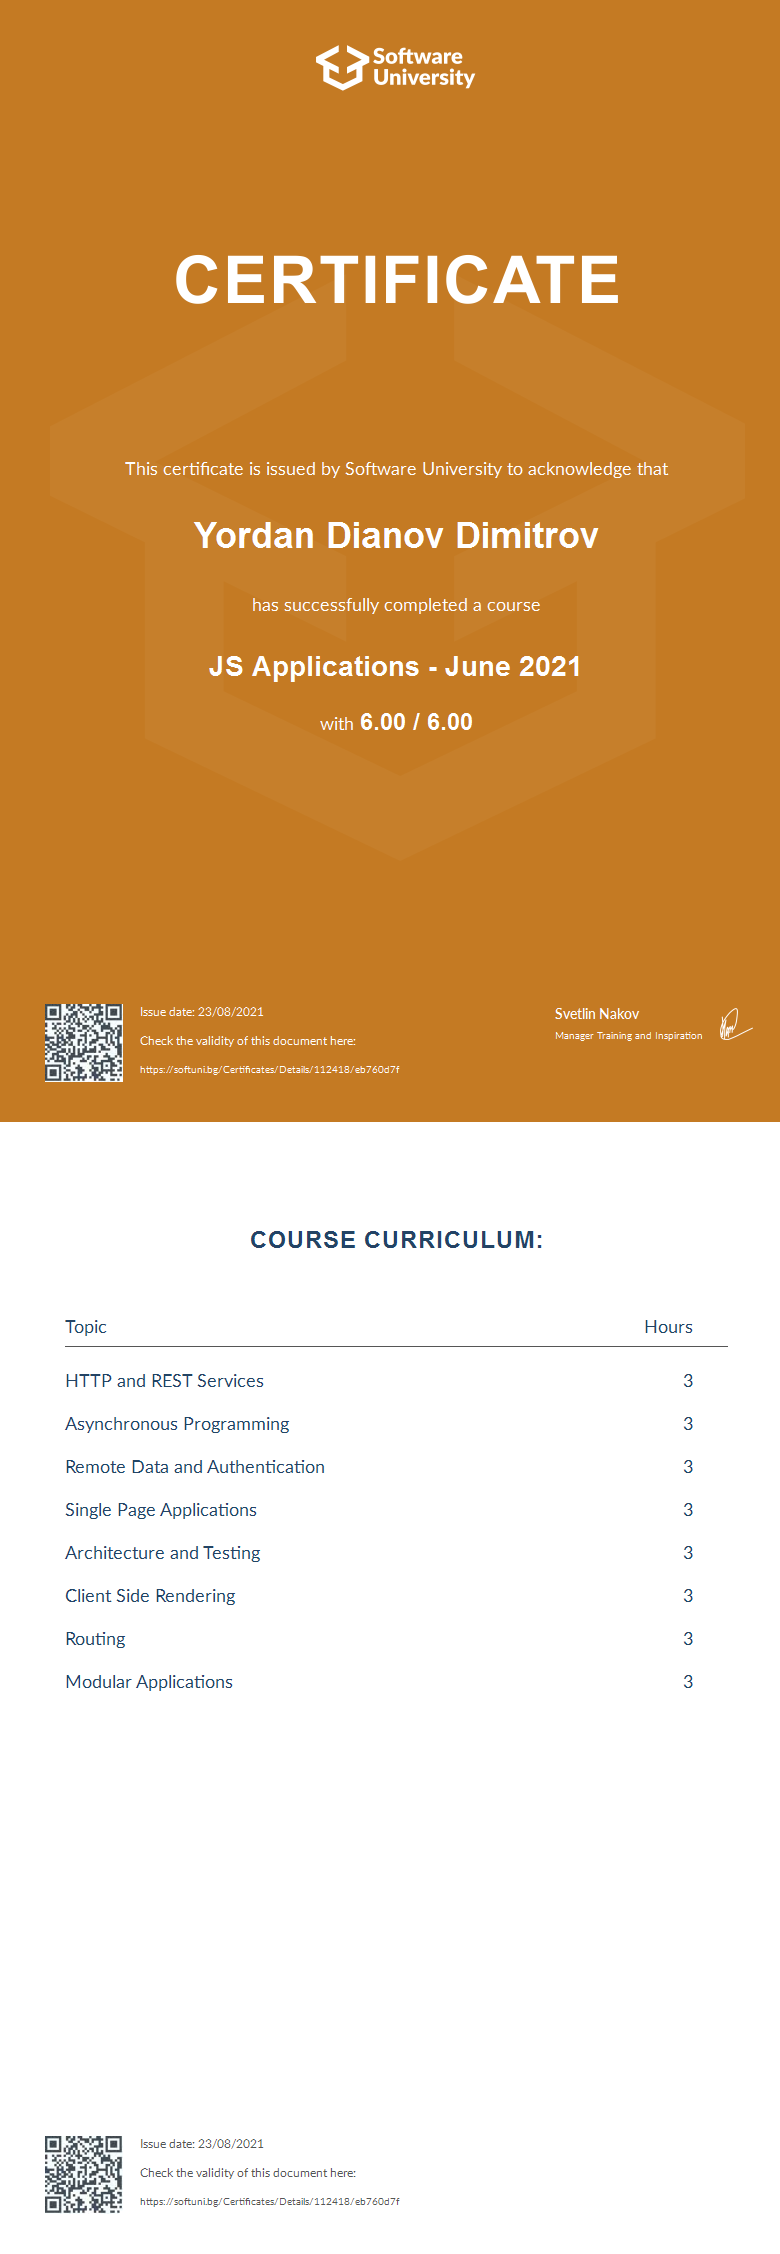 Software
University
CERTIFICATE
This certificate is issued by Software University to acknowledge that
Yordan Dianov Dimitrov
has successfully completed a course
JS Applications - June 2021
with 6.00 / 6.00
Issue date: 23/08/2021
Check the validity of this document here:
https://softuni.bg/Certificates/Details/112418/eb760d7f
Svetlin Nakov
Manager Training and Inspiration
COURSE CURRICULUM:
Topic Hours
HTTP and REST Services 3
Asynchronous Programming 3
Remote Data and Authentication 3
Single Page Applications 3
Architecture and Testing 3
Client Side Rendering 3
Routing 3
Modular Applications 3
Issue date: 23/08/2021
Check the validity of this document here:
https://softuni.bg/Certificates/Details/112418/eb760d7f